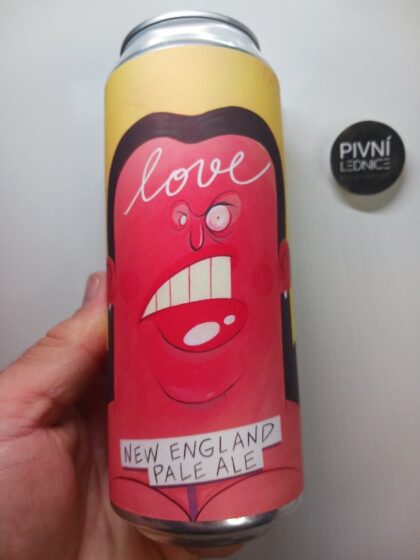 love
NEW ENGLAND
PALE ALE
PIVNÍ
LEDNICE